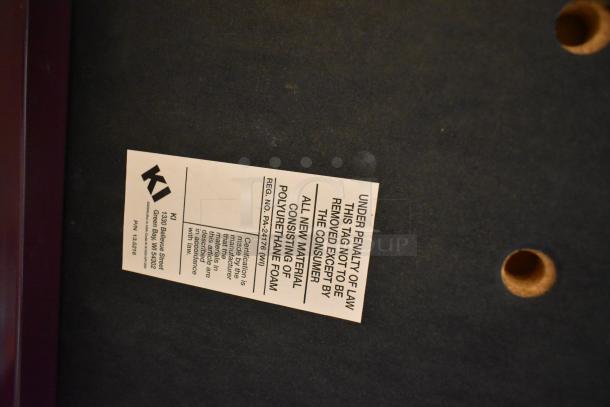 UNDER PENALTY OF LAW
THIS TAG NOT TO BE
REMOVED EXCEPT BY
THE CONSUMER
ALL NEW MATERIAL
CONSISTING OF
POLYURETHANE FOAM
REG. NO. PA-24176 (WI)
Certification is
made by the
manufacturer
that the
materials in
this article are
described
in accordance
with law.
KI
KI
1330 Bellevue Street
Green Bay, WI 54302
P/N 13.0216